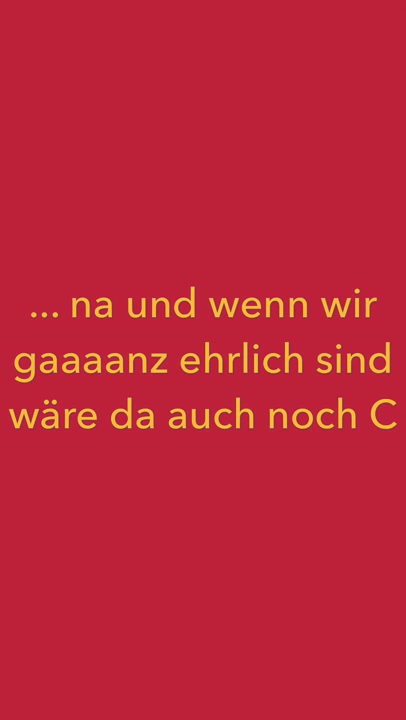 ... na und wenn wir
gaaaanz ehrlich sind
wäre da auch noch C